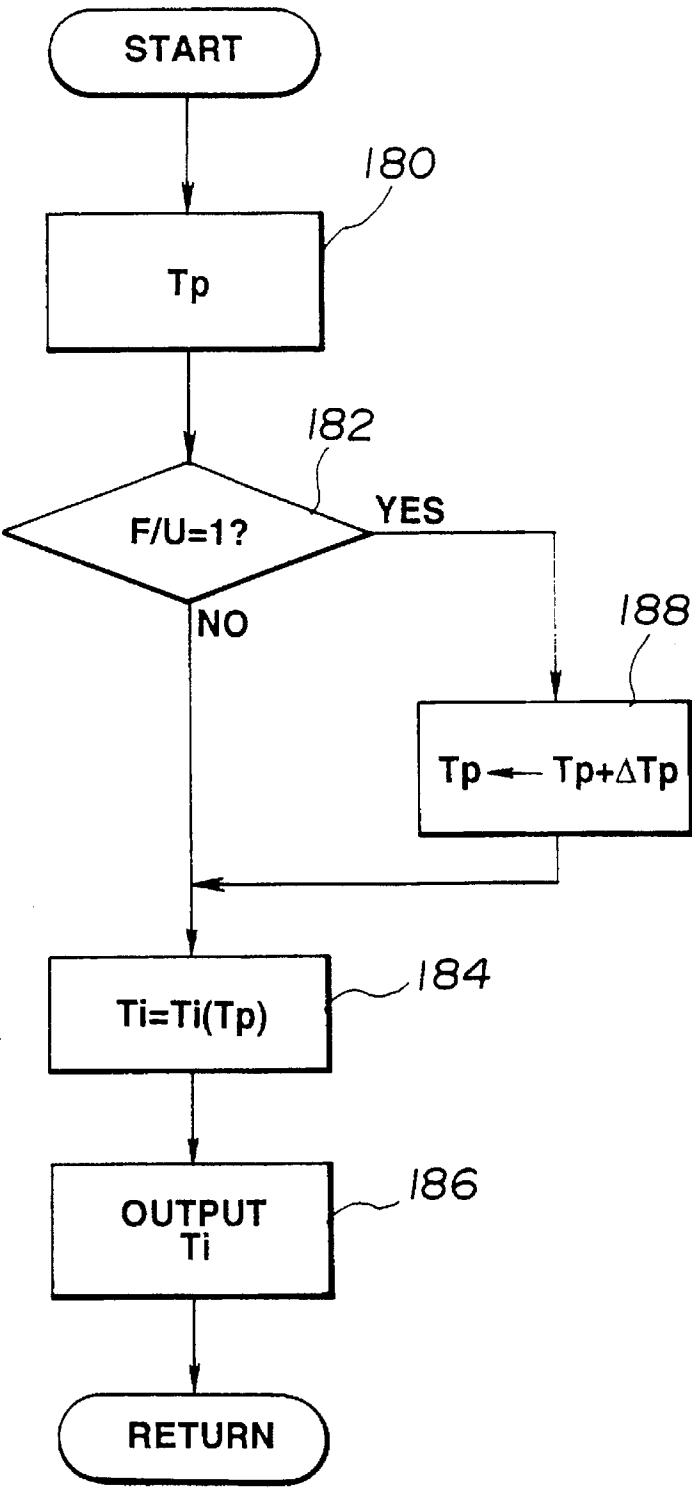 START
180
Tp
182
F/U=1?
YES
NO
188
Tp ← Tp+ΔTp
184
Ti=Ti(Tp)
186
OUTPUT
Ti
RETURN